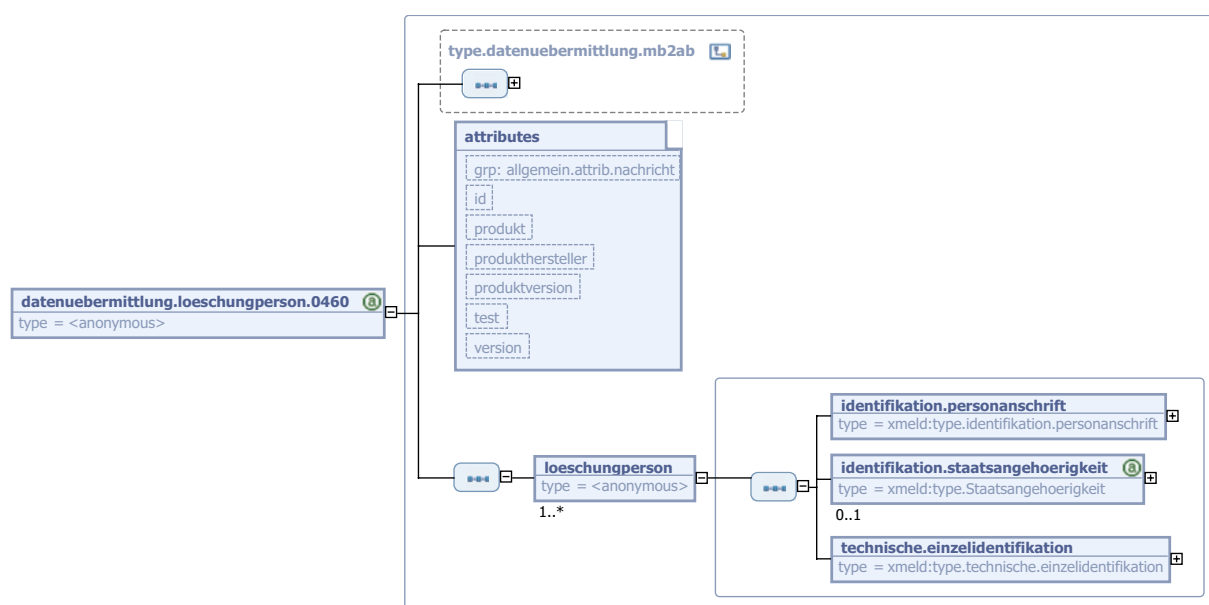 type.datenuebermittlung.mb2ab
attributes
grp: allgemein.attrib.nachricht
id
produkt
produkthersteller
produktversion
test
version
datenuebermittlung.loeschungperson.0460 a
type = <anonymous>
loeschungperson
type = <anonymous>
1..*
identifikation.personanschrift
type = xmeld:type.identifikation.personanschrift
identifikation.staatsangehoerigkeit a
type = xmeld:type.Staatsangehoerigkeit
0..1
technische.einzelidentifikation
type = xmeld:type.technische.einzelidentifikation